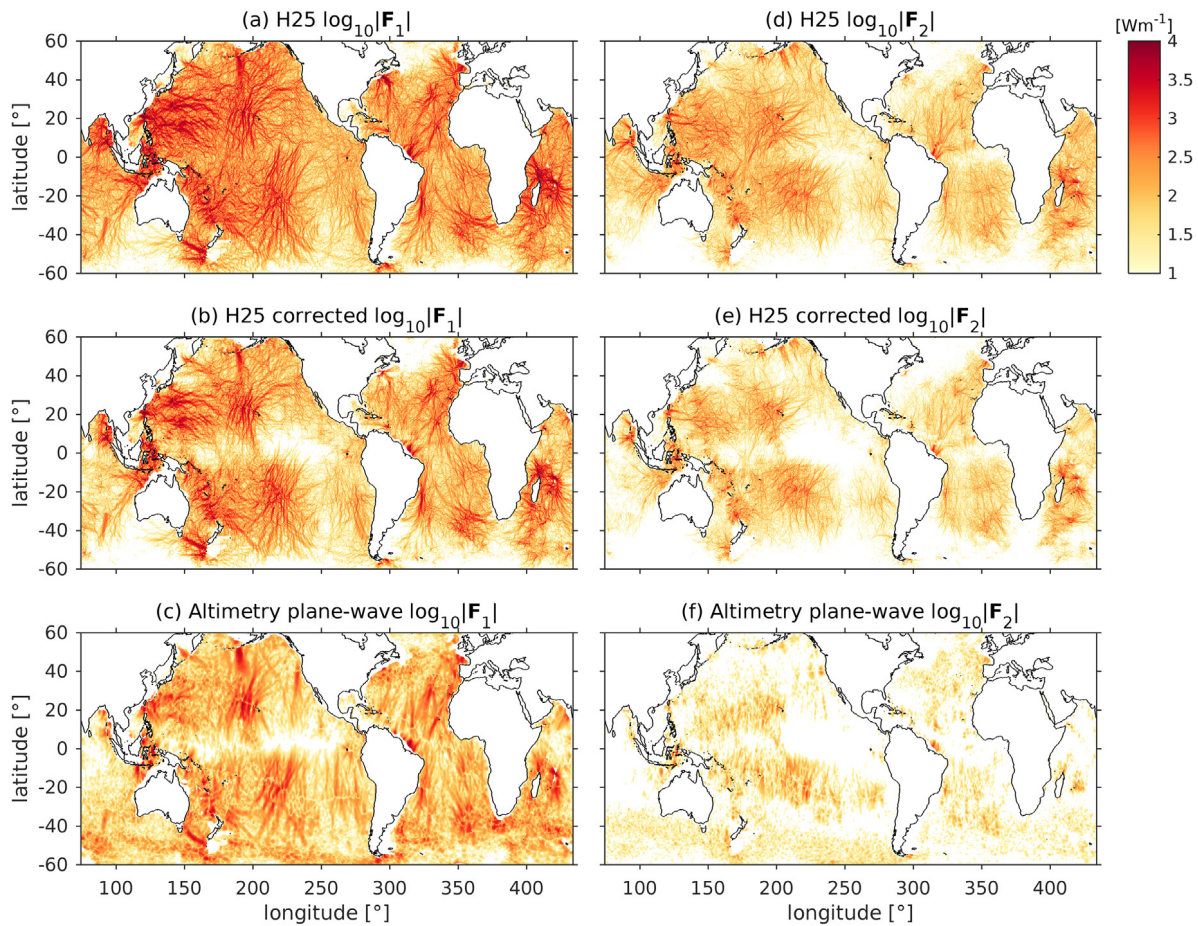 (a) H25 log₁₀|F₁|
60
40
20
0
-20
-40
-60
latitude [°]
(d) H25 log₁₀|F₂|
[Wm⁻¹]
4
3.5
3
2.5
2
1.5
1
(b) H25 corrected log₁₀|F₁|
60
40
20
0
-20
-40
-60
latitude [°]
(e) H25 corrected log₁₀|F₂|
(c) Altimetry plane-wave log₁₀|F₁|
60
40
20
0
-20
-40
-60
latitude [°]
100 150 200 250 300 350 400
longitude [°]
(f) Altimetry plane-wave log₁₀|F₂|
100 150 200 250 300 350 400
longitude [°]